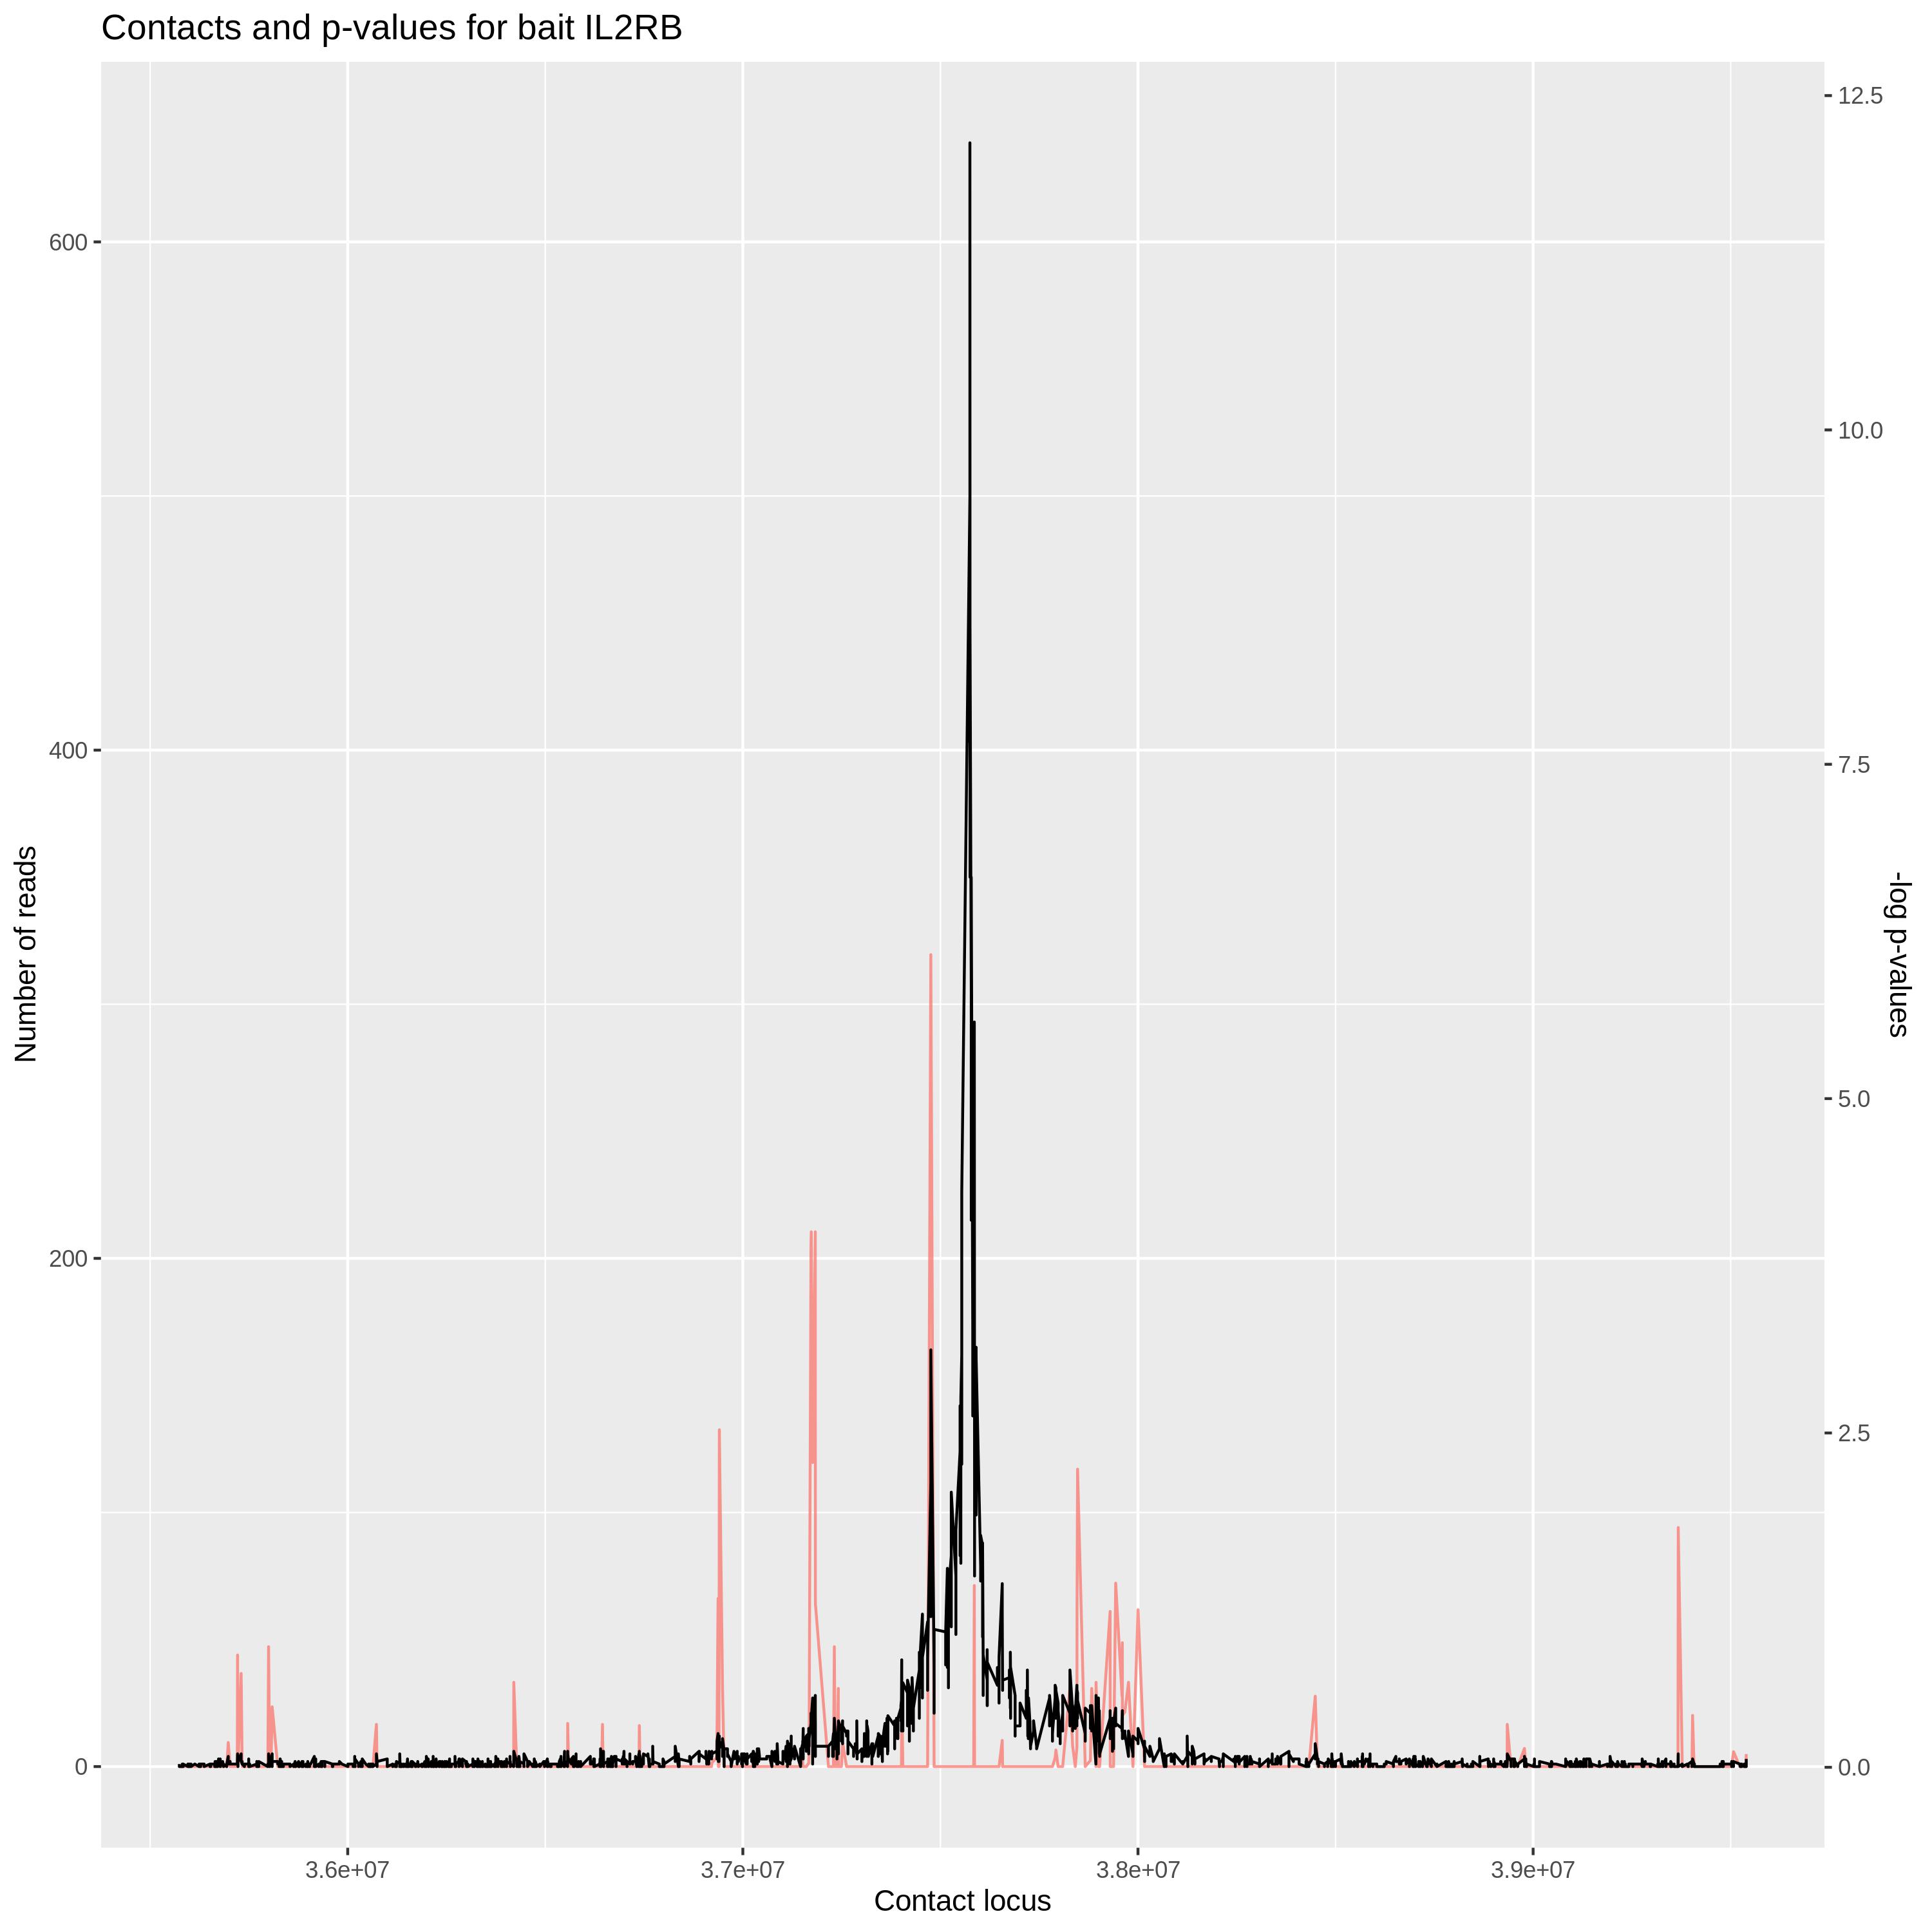 Contacts and p-values for bait IL2RB
12.5
600
10.0
400
7.5
Number of reads
-log p-values
5.0
200
2.5
0
0.0
3.6e+07
3.7e+07
3.8e+07
3.9e+07
Contact locus